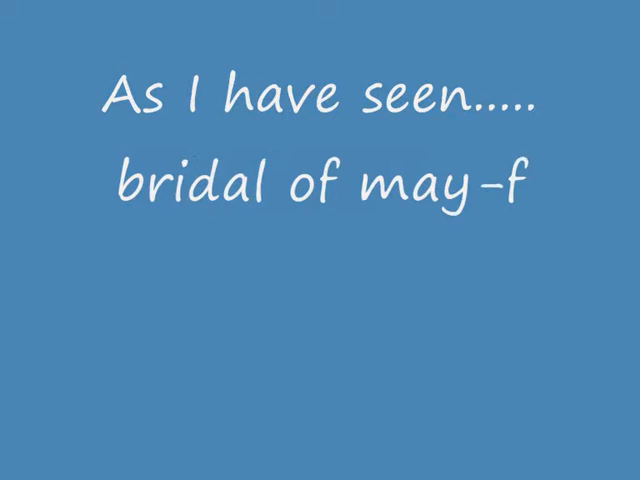 As I have seen.....
bridal of may-f